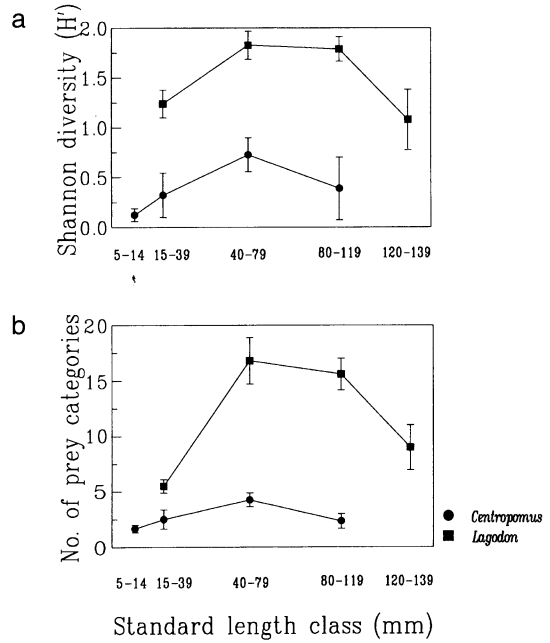 a
Shannon diversity (H')
2.0
1.5
1.0
0.5
0.0
5-14 15-39 40-79 80-119 120-139
b
No. of prey categories
20
15
10
5
0
5-14 15-39 40-79 80-119 120-139
Centropomus
Lagodon
Standard length class (mm)